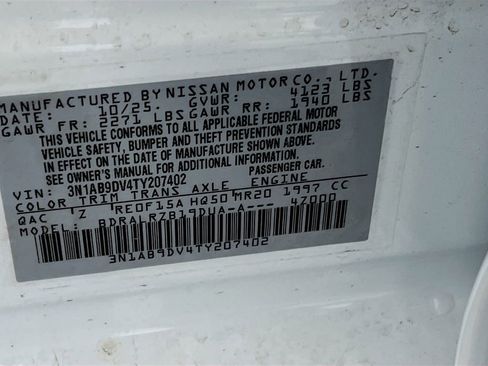 MANUFACTURED BY NISSAN MOTOR CO., LTD.
DATE: 10/25. GVWR: 4123 LBS
GAWR FR: 2271 LBS GAWR RR: 1940 LBS
THIS VEHICLE CONFORMS TO ALL APPLICABLE FEDERAL MOTOR
VEHICLE SAFETY, BUMPER AND THEFT PREVENTION STANDARDS
IN EFFECT ON THE DATE OF MANUFACTURE SHOWN ABOVE.
SEE OWNER'S MANUAL FOR ADDITIONAL INFORMATION.
VIN: 3N1AB9DV4TY207402 PASSENGER CAR.
COLOR TRIM TRANS AXLE ENGINE
QAC Z RE0F15A HQ50 MR20 1997 CC
MODEL: BDRALRZB19DUA-A--- 47000
3N1AB9DV4TY207402